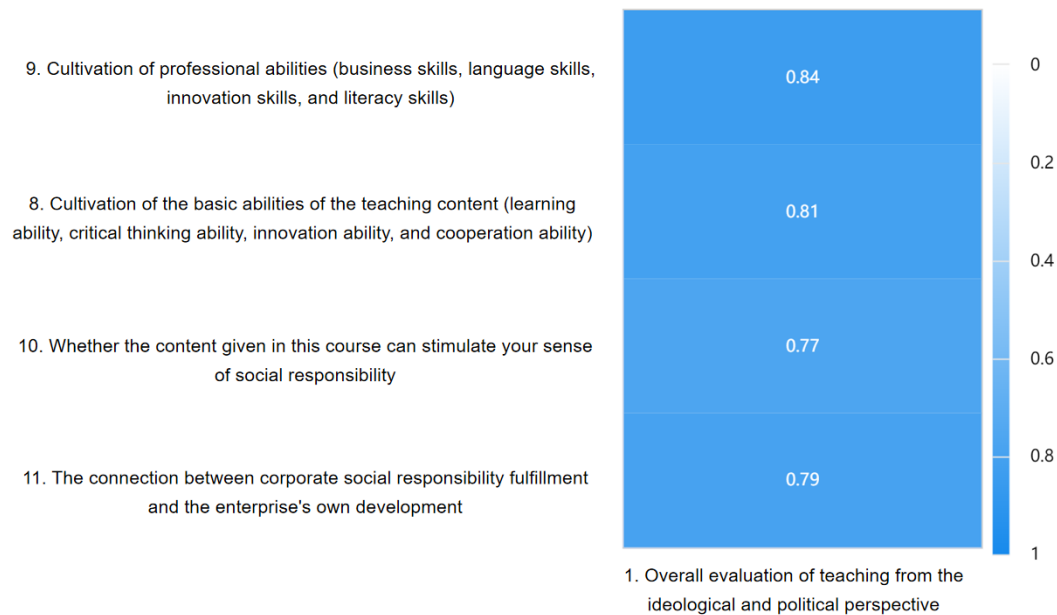 9. Cultivation of professional abilities (business skills, language skills,
innovation skills, and literacy skills)
0.84
8. Cultivation of the basic abilities of the teaching content (learning
ability, critical thinking ability, innovation ability, and cooperation ability)
0.81
10. Whether the content given in this course can stimulate your sense
of social responsibility
0.77
11. The connection between corporate social responsibility fulfillment
and the enterprise's own development
0.79
1. Overall evaluation of teaching from the
ideological and political perspective
0
0.2
0.4
0.6
0.8
1